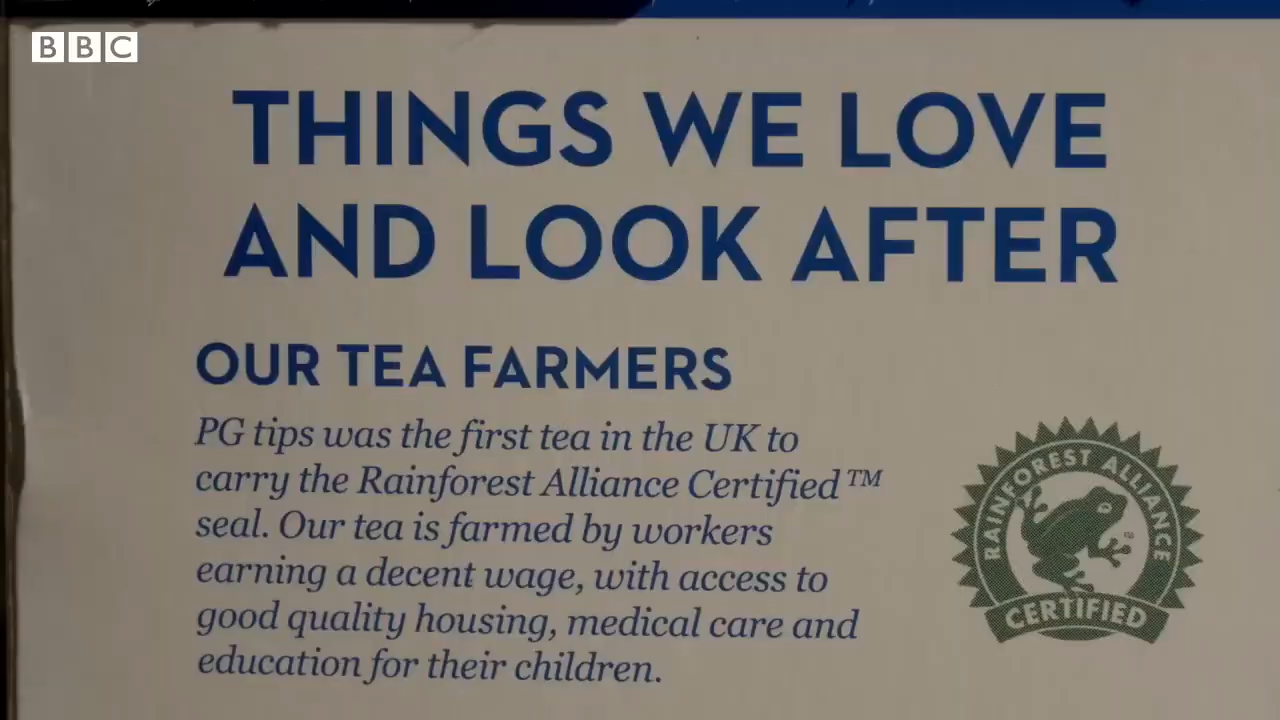 BBC
THINGS WE LOVE
AND LOOK AFTER
OUR TEA FARMERS
PG tips was the first tea in the UK to
carry the Rainforest Alliance Certified™
seal. Our tea is farmed by workers
earning a decent wage, with access to
good quality housing, medical care and
education for their children.
RAINFOREST ALLIANCE
TM
CERTIFIED